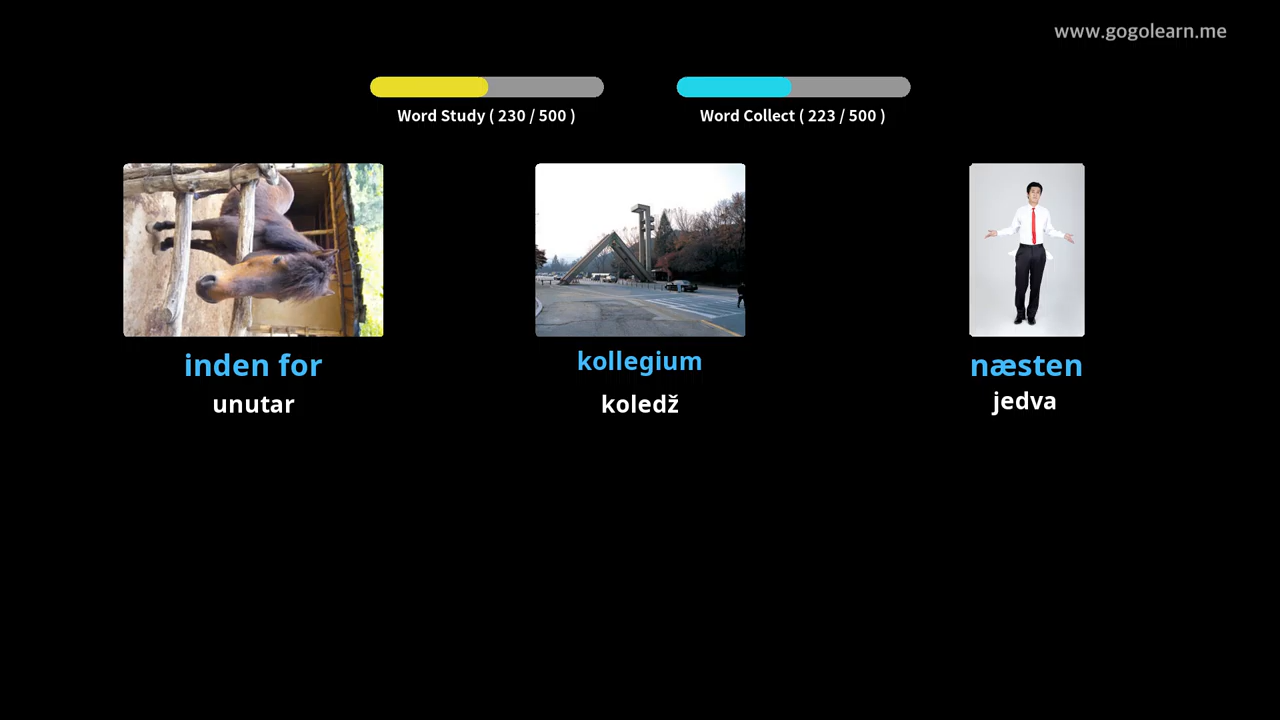 www.gogolearn.me
Word Study ( 230 / 500 )
Word Collect ( 223 / 500 )
inden for
unutar
kollegium
koledž
næsten
jedva